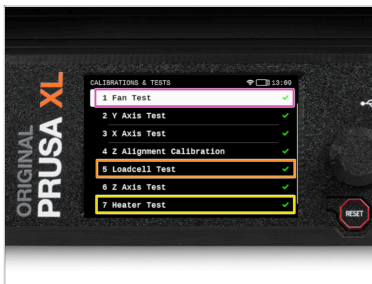 ORIGINAL
PRUSA XL
CALIBRATIONS & TESTS 13:09
1 Fan Test
2 Y Axis Test
3 X Axis Test
4 Z Alignment Calibration
5 Loadcell Test
6 Z Axis Test
7 Heater Test
RESET